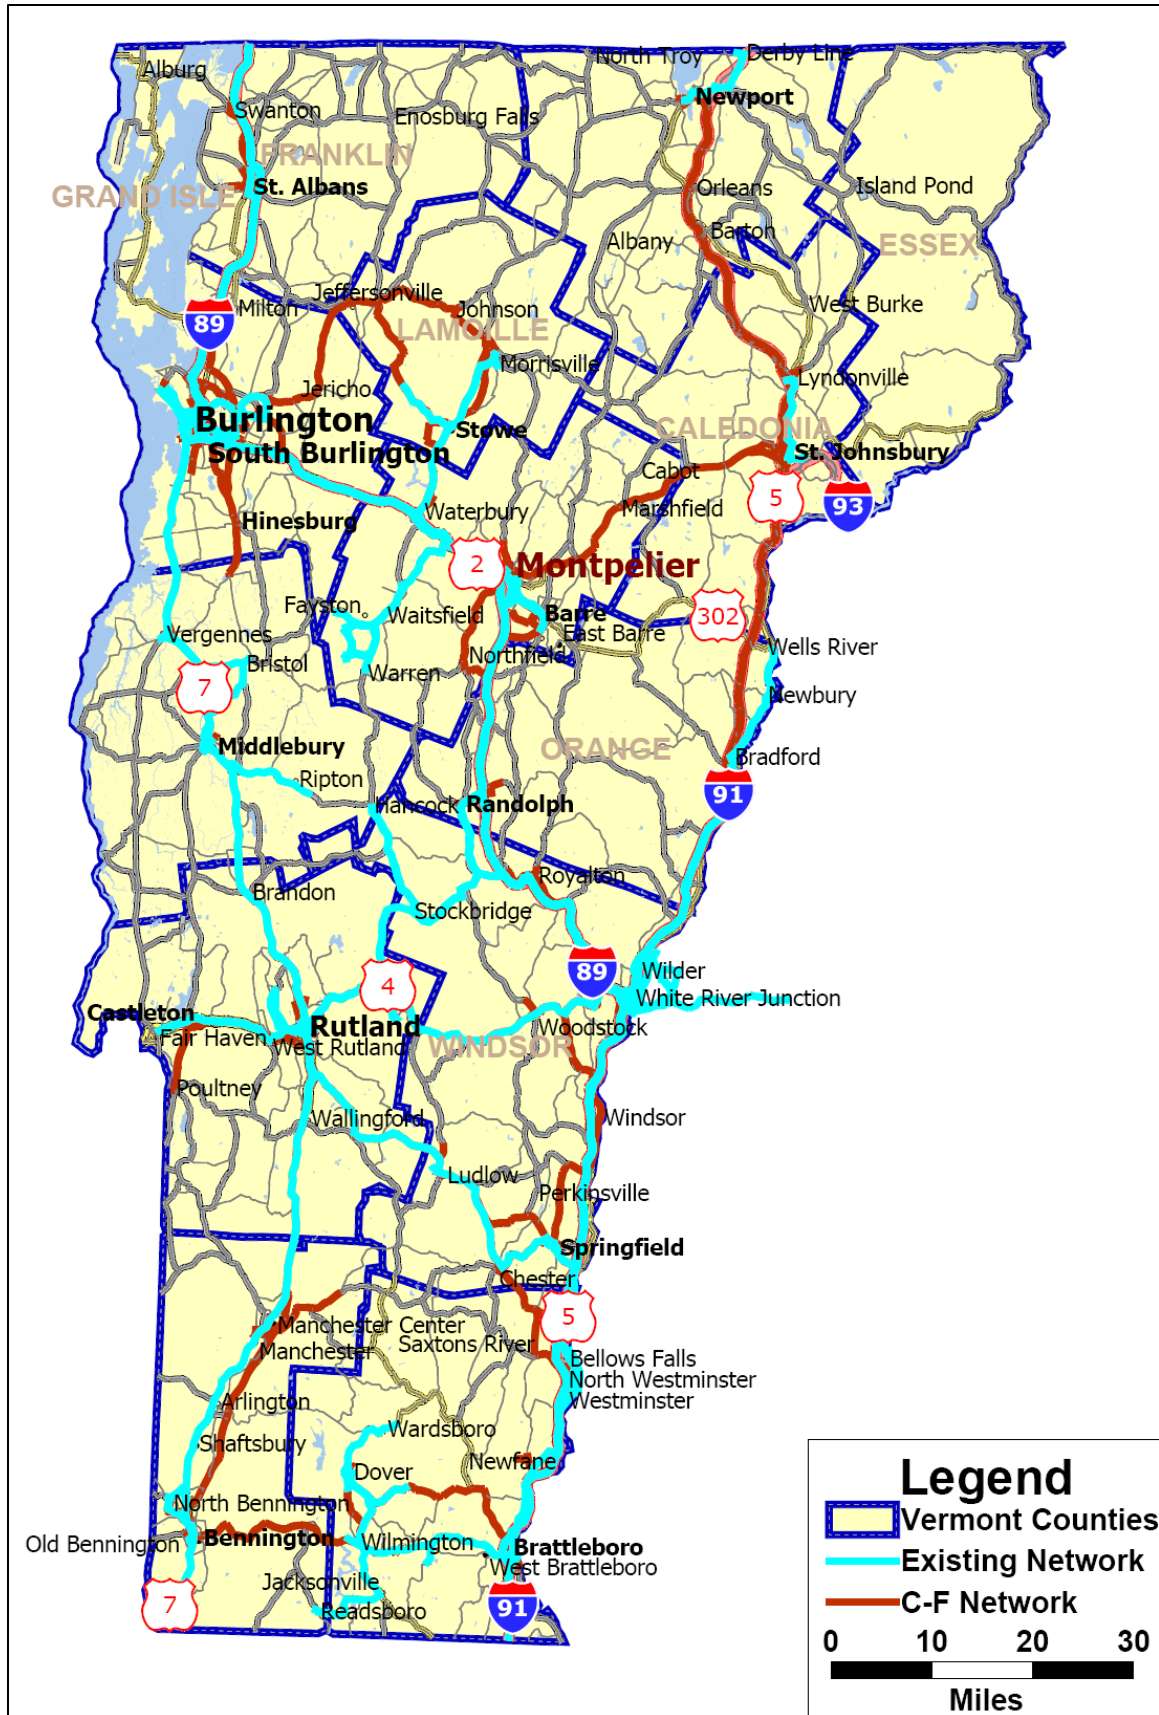 North Troy
Derby Line
Alburg
Newport
Swanton
Enosburg Falls
FRANKLIN
St. Albans
GRAND ISLE
Orleans
Island Pond
Barton
Albany
ESSEX
Jeffersonville
Milton
Johnson
West Burke
89
LAMOILLE
Morrisville
Jericho
Lyndonville
Burlington
Stowe
CALEDONIA
South Burlington
St. Johnsbury
Cabot
5
93
Waterbury
Marshfield
Hinesburg
2
Montpelier
Fayston
Waitsfield
Barre
302
Vergennes
East Barre
Wells River
Bristol
Northfield
Warren
7
Newbury
Middlebury
ORANGE
Bradford
Ripton
91
Hancock
Randolph
Brandon
Royalton
Stockbridge
89
Wilder
4
White River Junction
Castleton
Rutland
Woodstock
Fair Haven
West Rutland
WINDSOR
Poultney
Wallingford
Windsor
Ludlow
Perkinsville
Springfield
Chester
5
Manchester Center
Saxtons River
Manchester
Bellows Falls
North Westminster
Westminster
Arlington
Wardsboro
Shaftsbury
Newfane
Dover
North Bennington
Old Bennington
Bennington
Wilmington
Brattleboro
West Brattleboro
Jacksonville
7
Readsboro
91
Legend
Vermont Counties
Existing Network
C-F Network
0 10 20 30
Miles